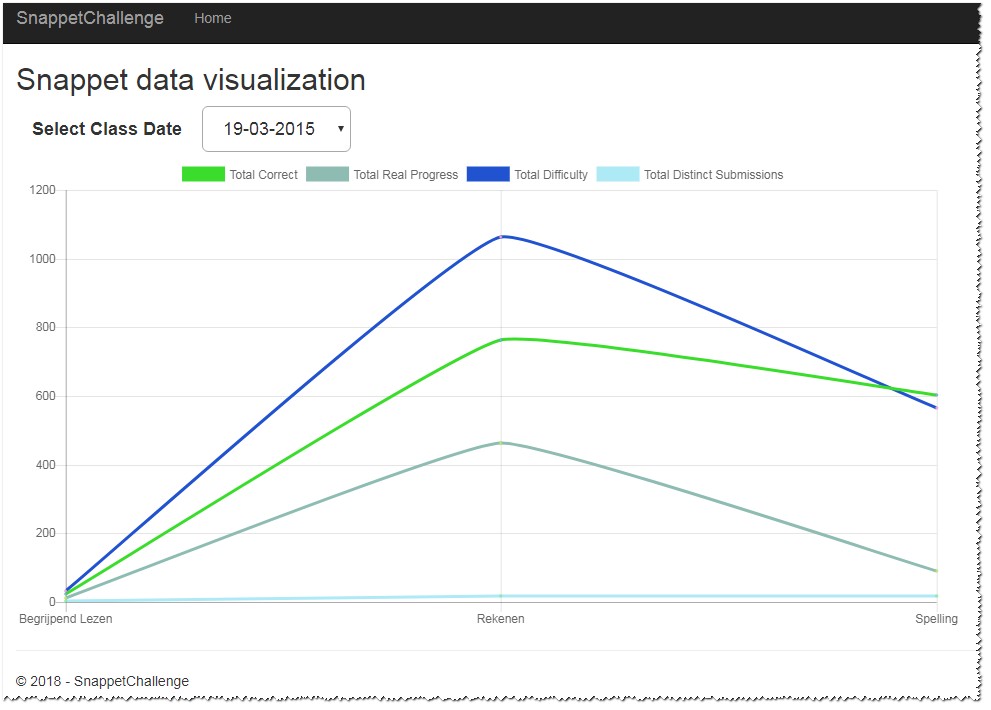 SnappetChallenge Home
Snappet data visualization
Select Class Date 19-03-2015
Total Correct Total Real Progress Total Difficulty Total Distinct Submissions
1200
1000
800
600
400
200
0
Begrijpend Lezen Rekenen Spelling
© 2018 - SnappetChallenge